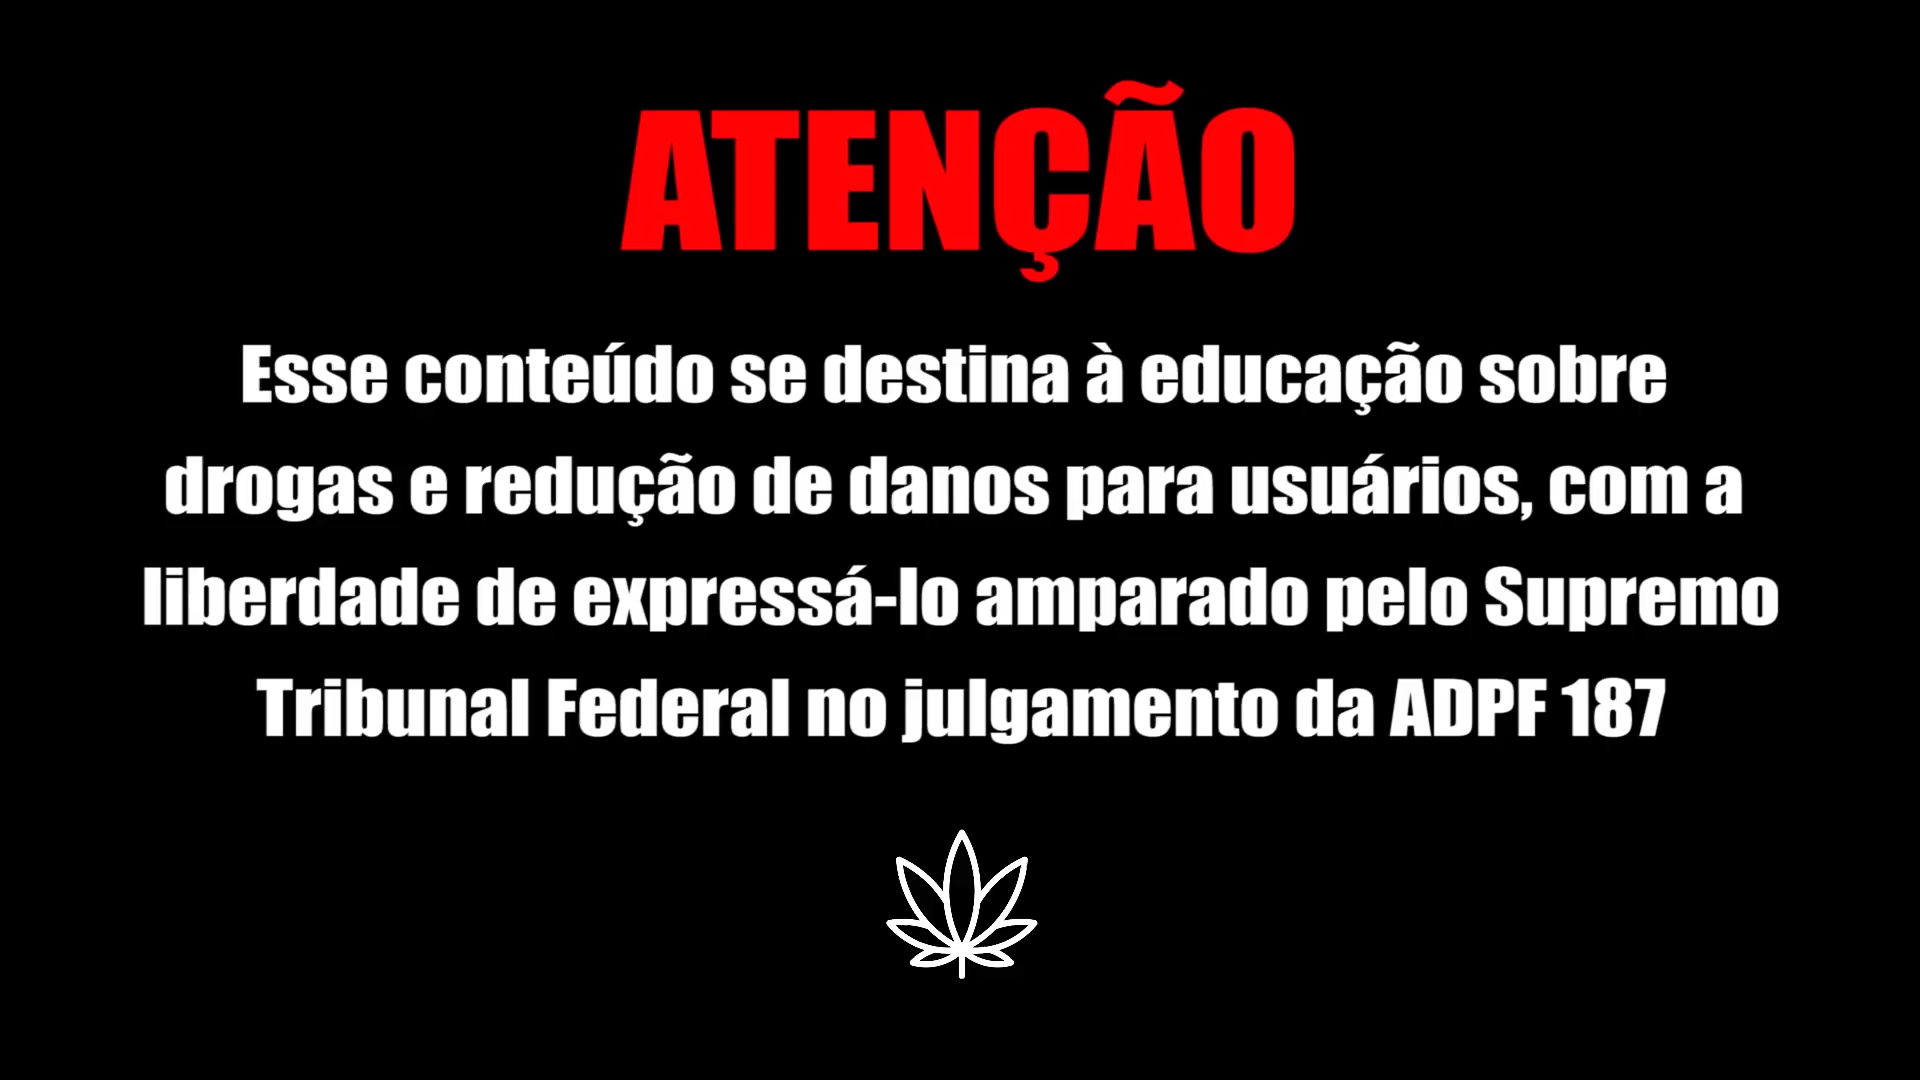 ATENÇÃO
Esse conteúdo se destina à educação sobre
drogas e redução de danos para usuários, com a
liberdade de expressá-lo amparado pelo Supremo
Tribunal Federal no julgamento da ADPF 187